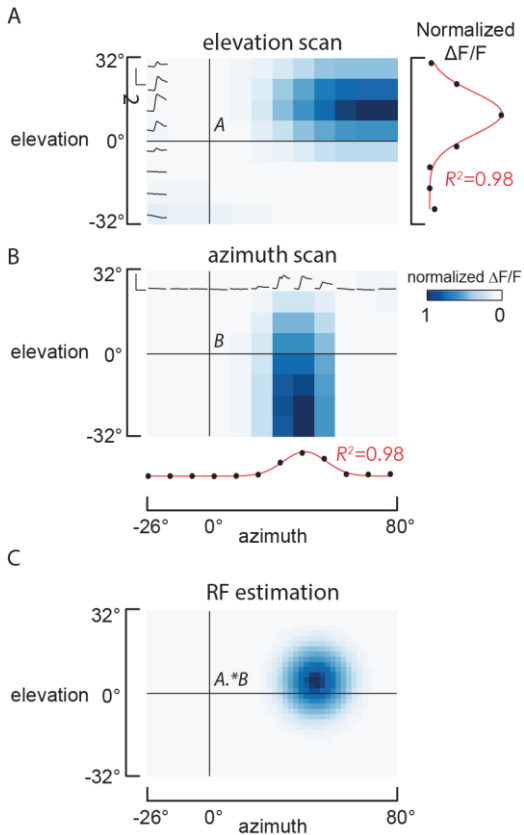 A
elevation scan
Normalized
ΔF/F
32°
2
A
elevation
0°
R²=0.98
-32°
B
azimuth scan
32°
normalized ΔF/F
1
0
B
elevation
0°
-32°
R²=0.98
-26°
0°
80°
azimuth
C
RF estimation
32°
A.*B
elevation
0°
-32°
-26°
0°
80°
azimuth